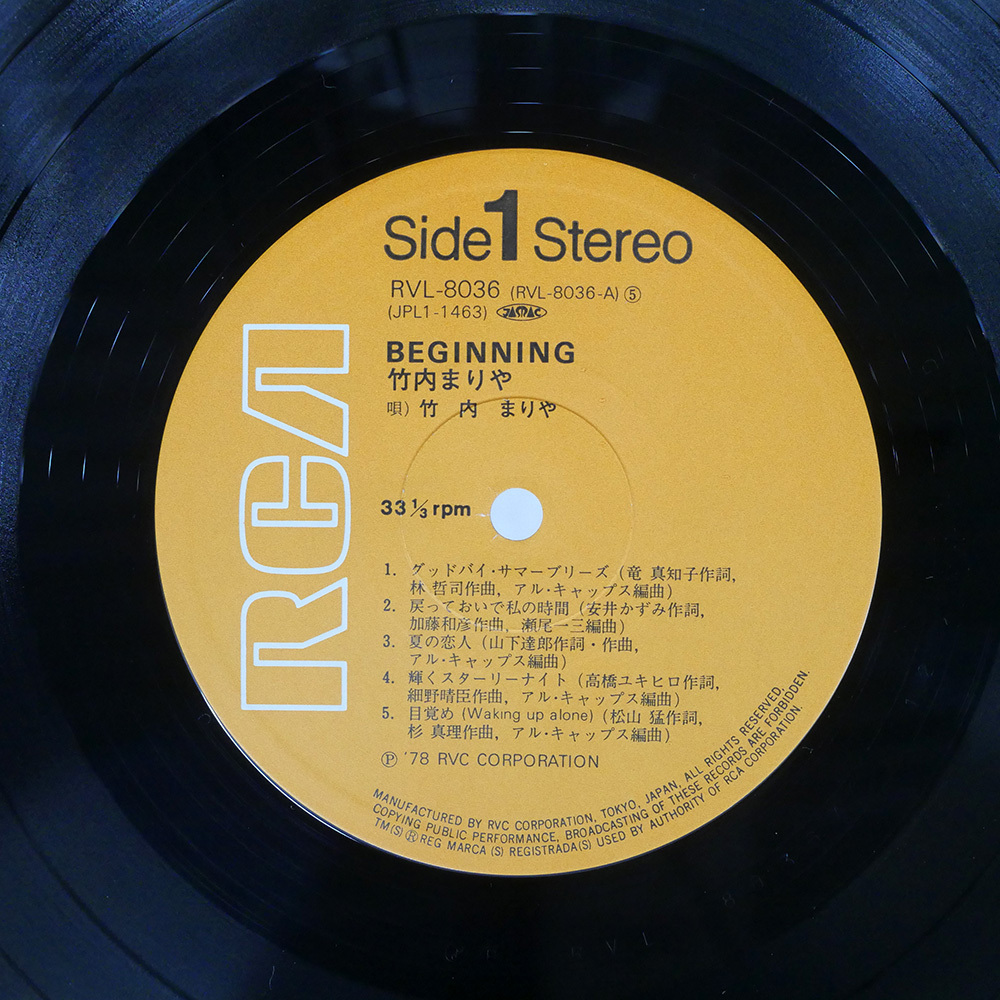 Side 1 Stereo
RVL-8036 (RVL-8036-A) ⑤
(JPL1-1463) JASRAC
BEGINNING
竹内まりや
唄) 竹 内 まりや
RCA
33 1/3 rpm
1. グッドバイ・サマーブリーズ (竜 真知子作詞,
林 哲司作曲, アル・キャップス編曲)
2. 戻っておいで私の時間 (安井かずみ作詞,
加藤和彦作曲, 瀬尾一三編曲)
3. 夏の恋人 (山下達郎作詞・作曲,
アル・キャップス編曲)
4. 輝くスターリーナイト (高橋ユキヒロ作詞,
細野晴臣作曲, アル・キャップス編曲)
5. 目覚め (Waking up alone) (松山 猛作詞,
杉 真理作曲, アル・キャップス編曲)
Ⓟ '78 RVC CORPORATION
MANUFACTURED BY RVC CORPORATION, TOKYO, JAPAN, ALL RIGHTS RESERVED,
COPYING PUBLIC PERFORMANCE, BROADCASTING OF THESE RECORDS ARE FORBIDDEN.
TM(S) ® REG MARCA (S) REGISTRADA(S) USED BY AUTHORITY OF RCA CORPORATION.